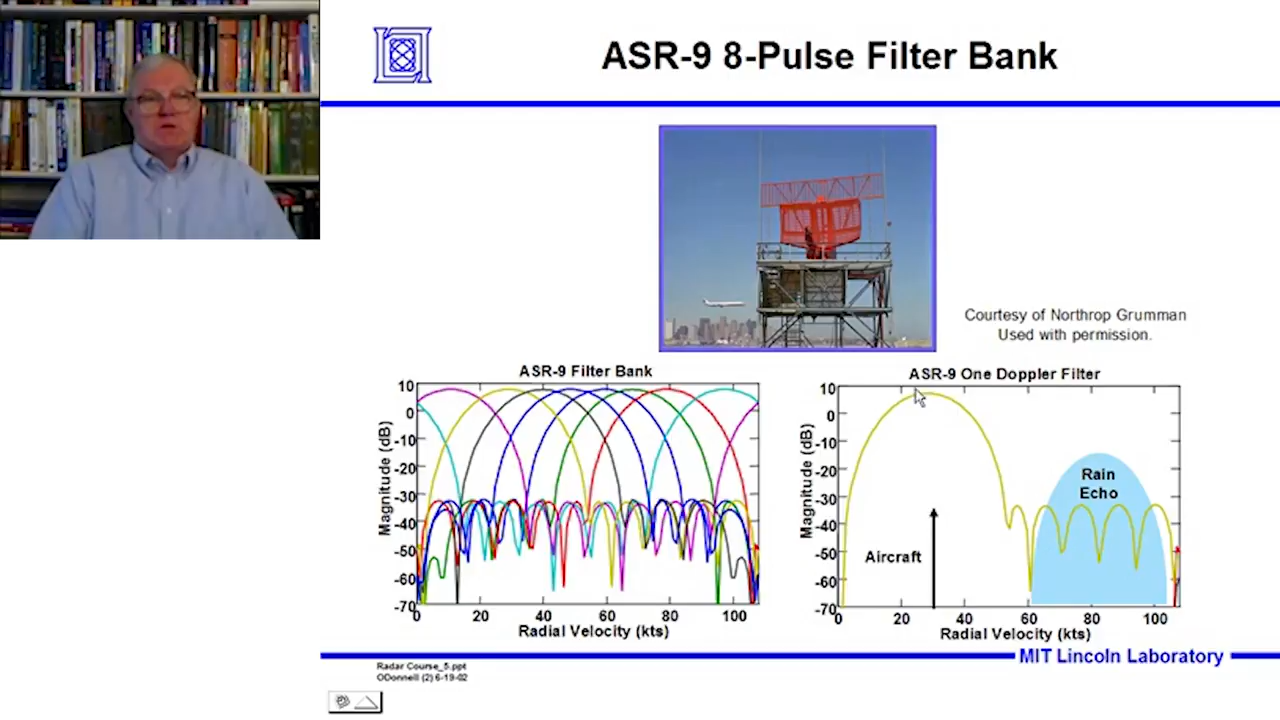 ASR-9 8-Pulse Filter Bank
Courtesy of Northrop Grumman
Used with permission.
ASR-9 Filter Bank
10
0
-10
-20
-30
-40
-50
-60
-70
Magnitude (dB)
0 20 40 60 80 100
Radial Velocity (kts)
ASR-9 One Doppler Filter
10
0
-10
-20
-30
-40
-50
-60
-70
Magnitude (dB)
Rain
Echo
Aircraft
0 20 40 60 80 100
Radial Velocity (kts)
MIT Lincoln Laboratory
Radar Course_5.ppt
ODonnell (2) 6-19-02